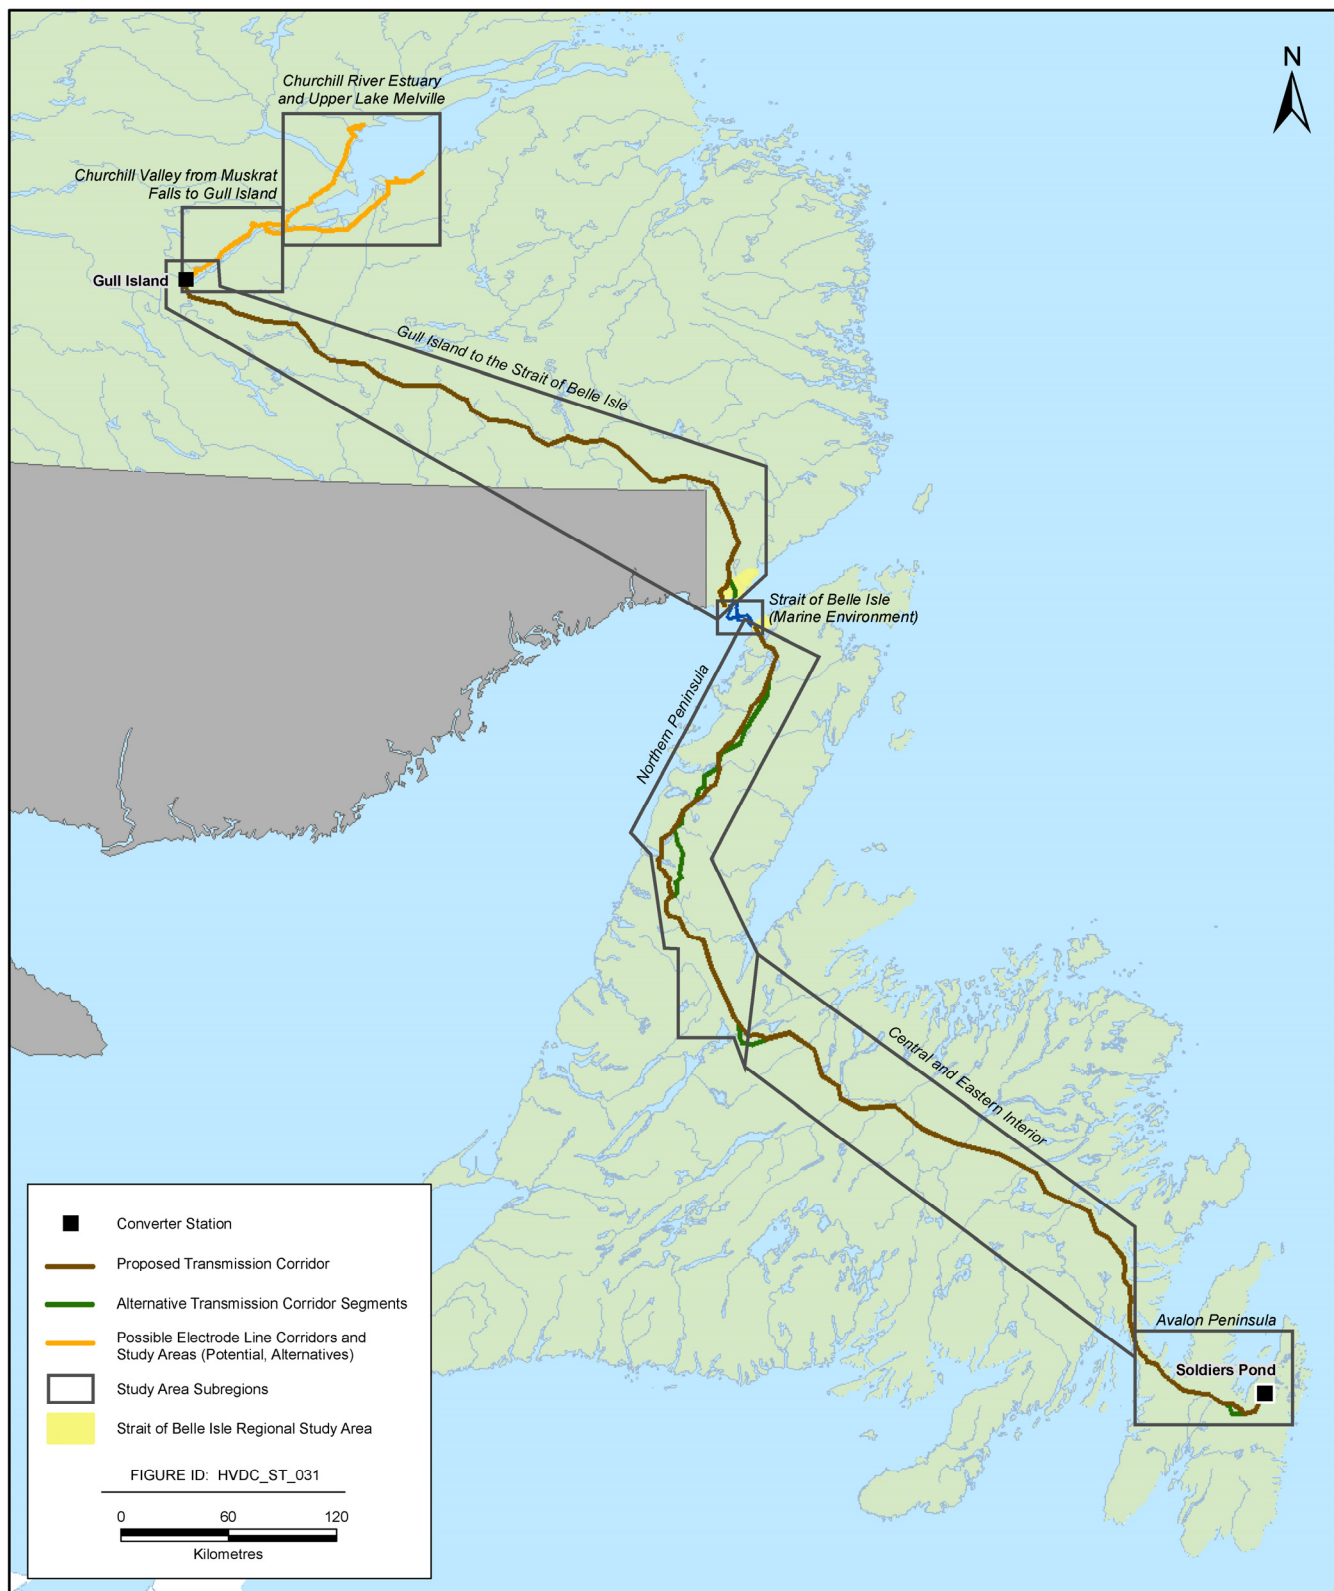 N
Churchill River Estuary
and Upper Lake Melville
Churchill Valley from Muskrat
Falls to Gull Island
Gull Island
Gull Island to the Strait of Belle Isle
Strait of Belle Isle
(Marine Environment)
Northern Peninsula
Central and Eastern Interior
Avalon Peninsula
Soldiers Pond
Converter Station
Proposed Transmission Corridor
Alternative Transmission Corridor Segments
Possible Electrode Line Corridors and
Study Areas (Potential, Alternatives)
Study Area Subregions
Strait of Belle Isle Regional Study Area
FIGURE ID: HVDC_ST_031
0 60 120
Kilometres